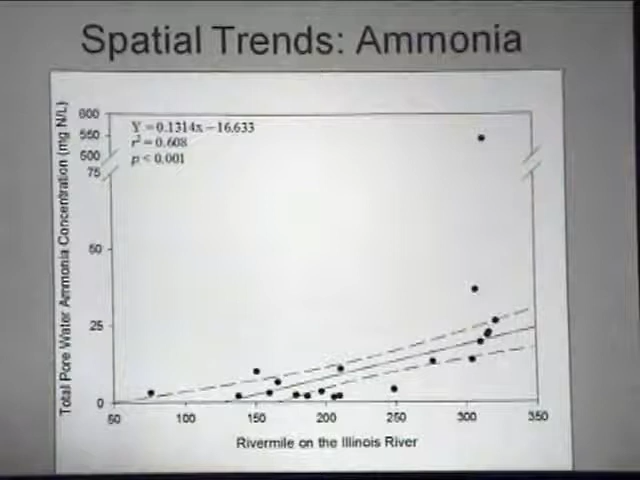 Spatial Trends: Ammonia
Total Pore Water Ammonia Concentration (mg N/L)
600
550
500
75
50
25
0
Y = 0.1314x − 16.633
r² = 0.608
p < 0.001
50 100 150 200 250 300 350
Rivermile on the Illinois River